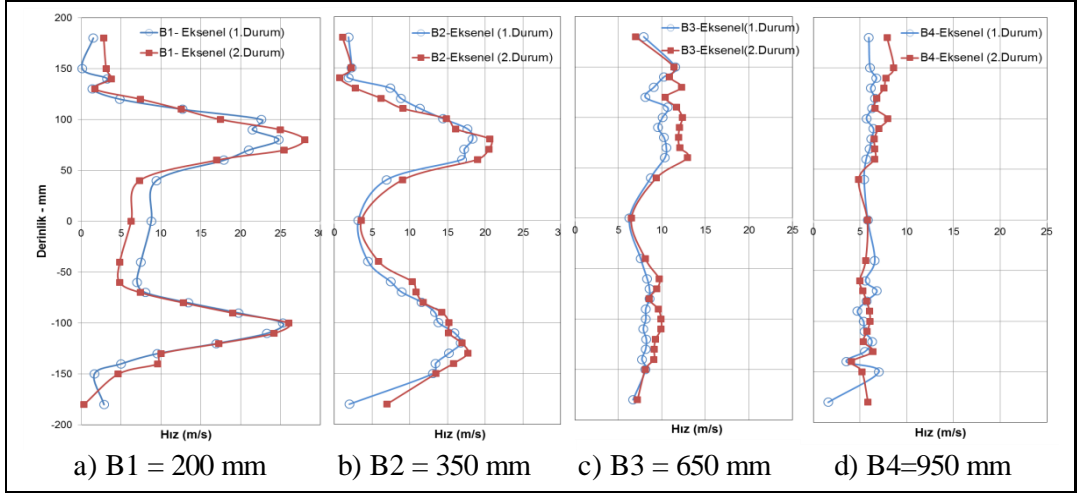 Derinlik - mm
200
150
100
50
0
-50
-100
-150
-200
0 5 10 15 20 25 30
B1- Eksenel (1.Durum)
B1- Eksenel (2.Durum)
Hız (m/s)
0 5 10 15 20 25
B2-Eksenel (1.Durum)
B2-Eksenel (2.Durum)
Hız (m/s)
0 5 10 15 20 25
B3-Eksenel(1.Durum)
B3-Eksenel(2.Durum)
Hız (m/s)
0 5 10 15 20 25
B4-Eksenel (1.Durum)
B4-Eksenel (2.Durum)
Hız (m/s)
a) B1 = 200 mm
b) B2 = 350 mm
c) B3 = 650 mm
d) B4=950 mm